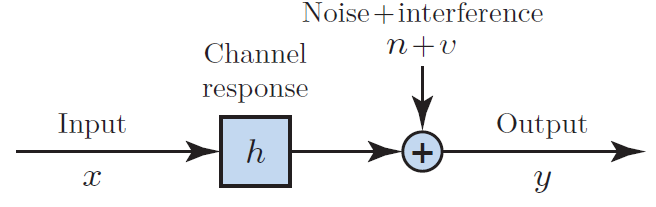 Noise+interference
n+v
Channel
response
Input
Output
h
+
x
y